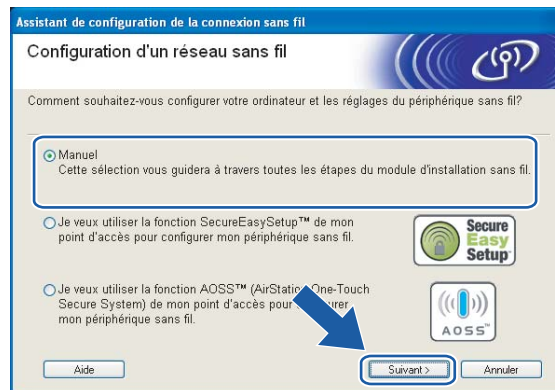 Assistant de configuration de la connexion sans fil
Configuration d'un réseau sans fil
Comment souhaitez-vous configurer votre ordinateur et les réglages du périphérique sans fil?
Manuel
Cette sélection vous guidera à travers toutes les étapes du module d'installation sans fil.
Je veux utiliser la fonction SecureEasySetup™ de mon
point d'accès pour configurer mon périphérique sans fil.
Secure
Easy
Setup
Je veux utiliser la fonction AOSS™ (AirStation One-Touch
Secure System) de mon point d'accès pour
mon périphérique sans fil.
AOSS™
Aide
Suivant >
Annuler